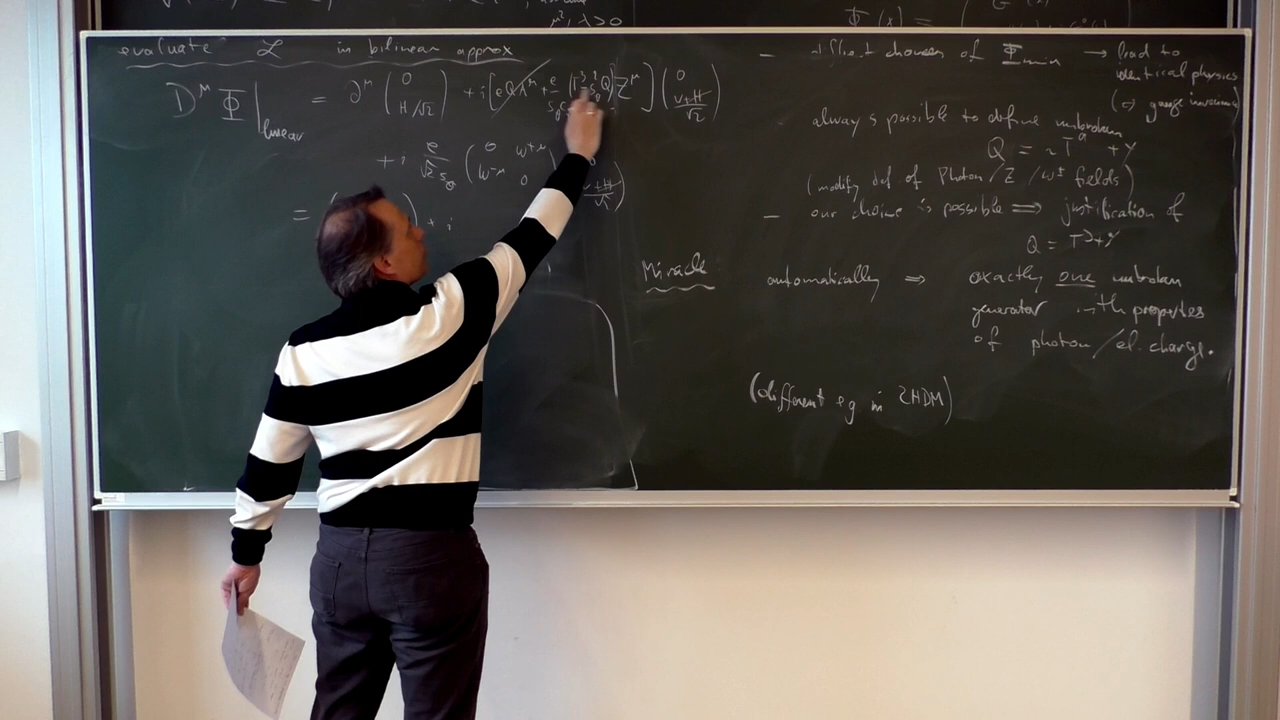 μ², λ > 0
Φ (x) = (
evaluate ℒ in bilinear approx
D^μ Φ |_linear = ∂^μ ( 0 H/√2 ) + i [ e Q A^μ + e/(s_θ c_θ) (T³ - s_θ² Q) Z^μ ] ( 0 (v+H)/√2 )
+ i e/(√2 s_θ) ( 0 W^{+μ} W^{-μ} 0
= + i
– different choices of Φ_min → lead to
identical physics
(⇔ gauge invariance)
always possible to define unbroken
Q = n T^a + Y
(modify def of Photon / Z / W^± fields)
– our choice is possible ⟹ justification of
Q = T³ + Y
Miracle automatically ⇒ exactly one unbroken
generator with properties
of photon / el. charge.
(different eg in 2HDM)